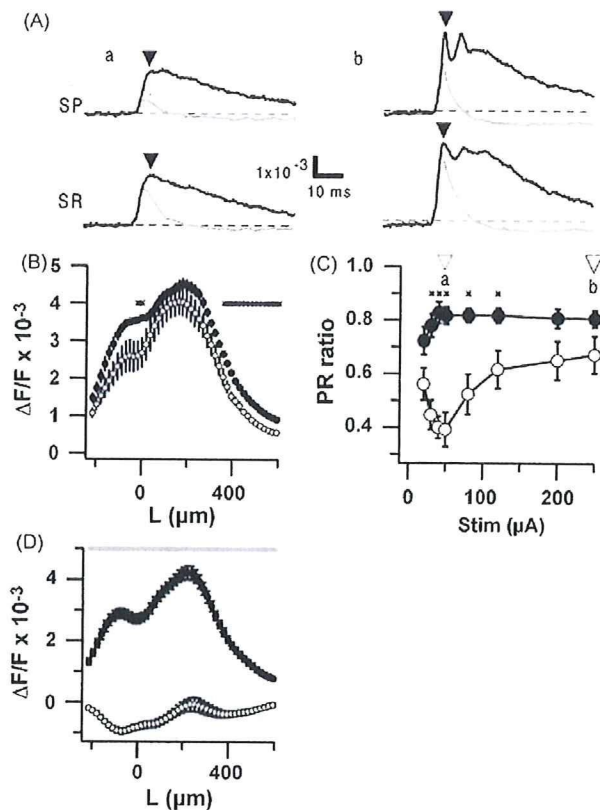 (A)
a
b
SP
SR
1x10⁻³
10 ms
(B)
5
4
3
2
1
0
ΔF/F x 10⁻³
0
400
L (µm)
(C)
a
b
1.0
0.8
0.6
0.4
PR ratio
x x x x x
0
100
200
Stim (µA)
(D)
4
2
0
ΔF/F x 10⁻³
0
400
L (µm)